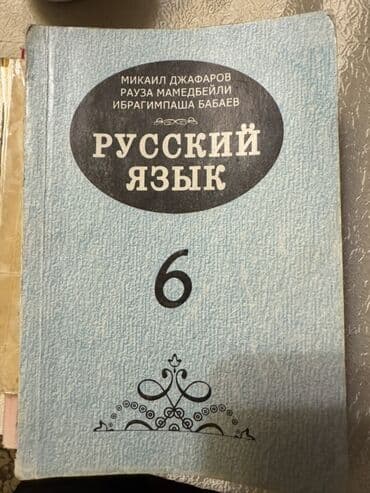 МИКАИЛ ДЖАФАРОВ
РАУЗА МАМЕДБЕЙЛИ
ИБРАГИМПАША БАБАЕВ
РУССКИЙ
ЯЗЫК
6